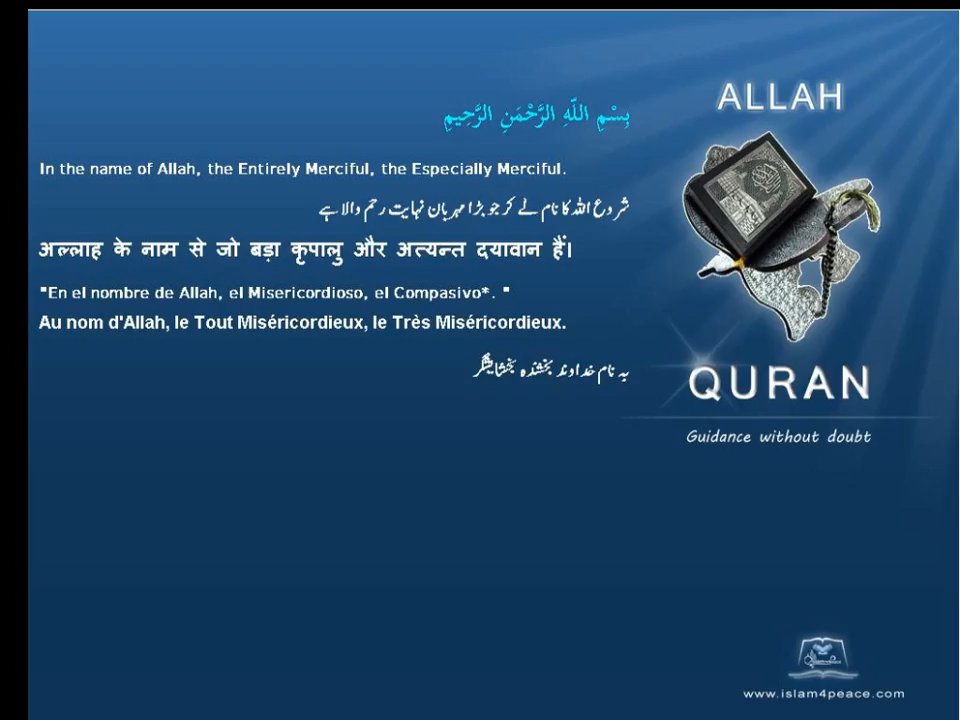 بِسْمِ اللَّهِ الرَّحْمَنِ الرَّحِيمِ
In the name of Allah, the Entirely Merciful, the Especially Merciful.
شروع الله کا نام لے کر جو بڑا مہربان نہایت رحم والا ہے
अल्लाह के नाम से जो बड़ा कृपालु और अत्यन्त दयावान हैं।
"En el nombre de Allah, el Misericordioso, el Compasivo*. "
Au nom d'Allah, le Tout Miséricordieux, le Très Miséricordieux.
به نام خداوند بخشنده بخشایشگر
ALLAH
QURAN
Guidance without doubt
www.islam4peace.com